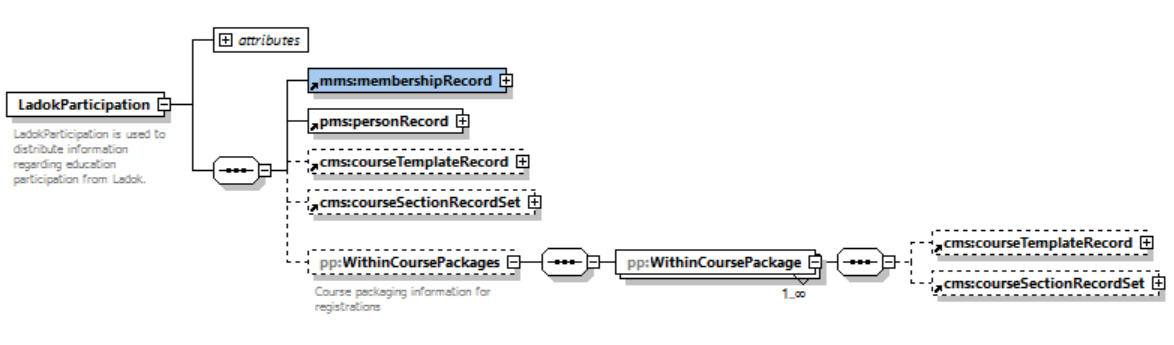 attributes
mms:membershipRecord
LadokParticipation
pms:personRecord
LadokParticipation is used to
distribute information
regarding education
participation from Ladok.
cms:courseTemplateRecord
cms:courseSectionRecordSet
pp:WithinCoursePackages
Course packaging information for
registrations
pp:WithinCoursePackage
1..∞
cms:courseTemplateRecord
cms:courseSectionRecordSet